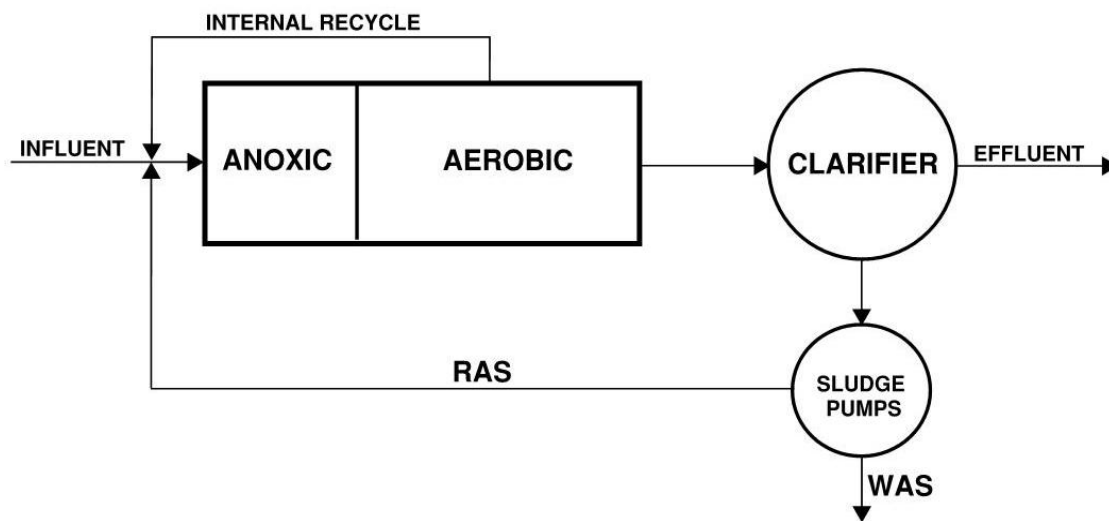 INTERNAL RECYCLE
INFLUENT
ANOXIC
AEROBIC
CLARIFIER
EFFLUENT
RAS
SLUDGE
PUMPS
WAS